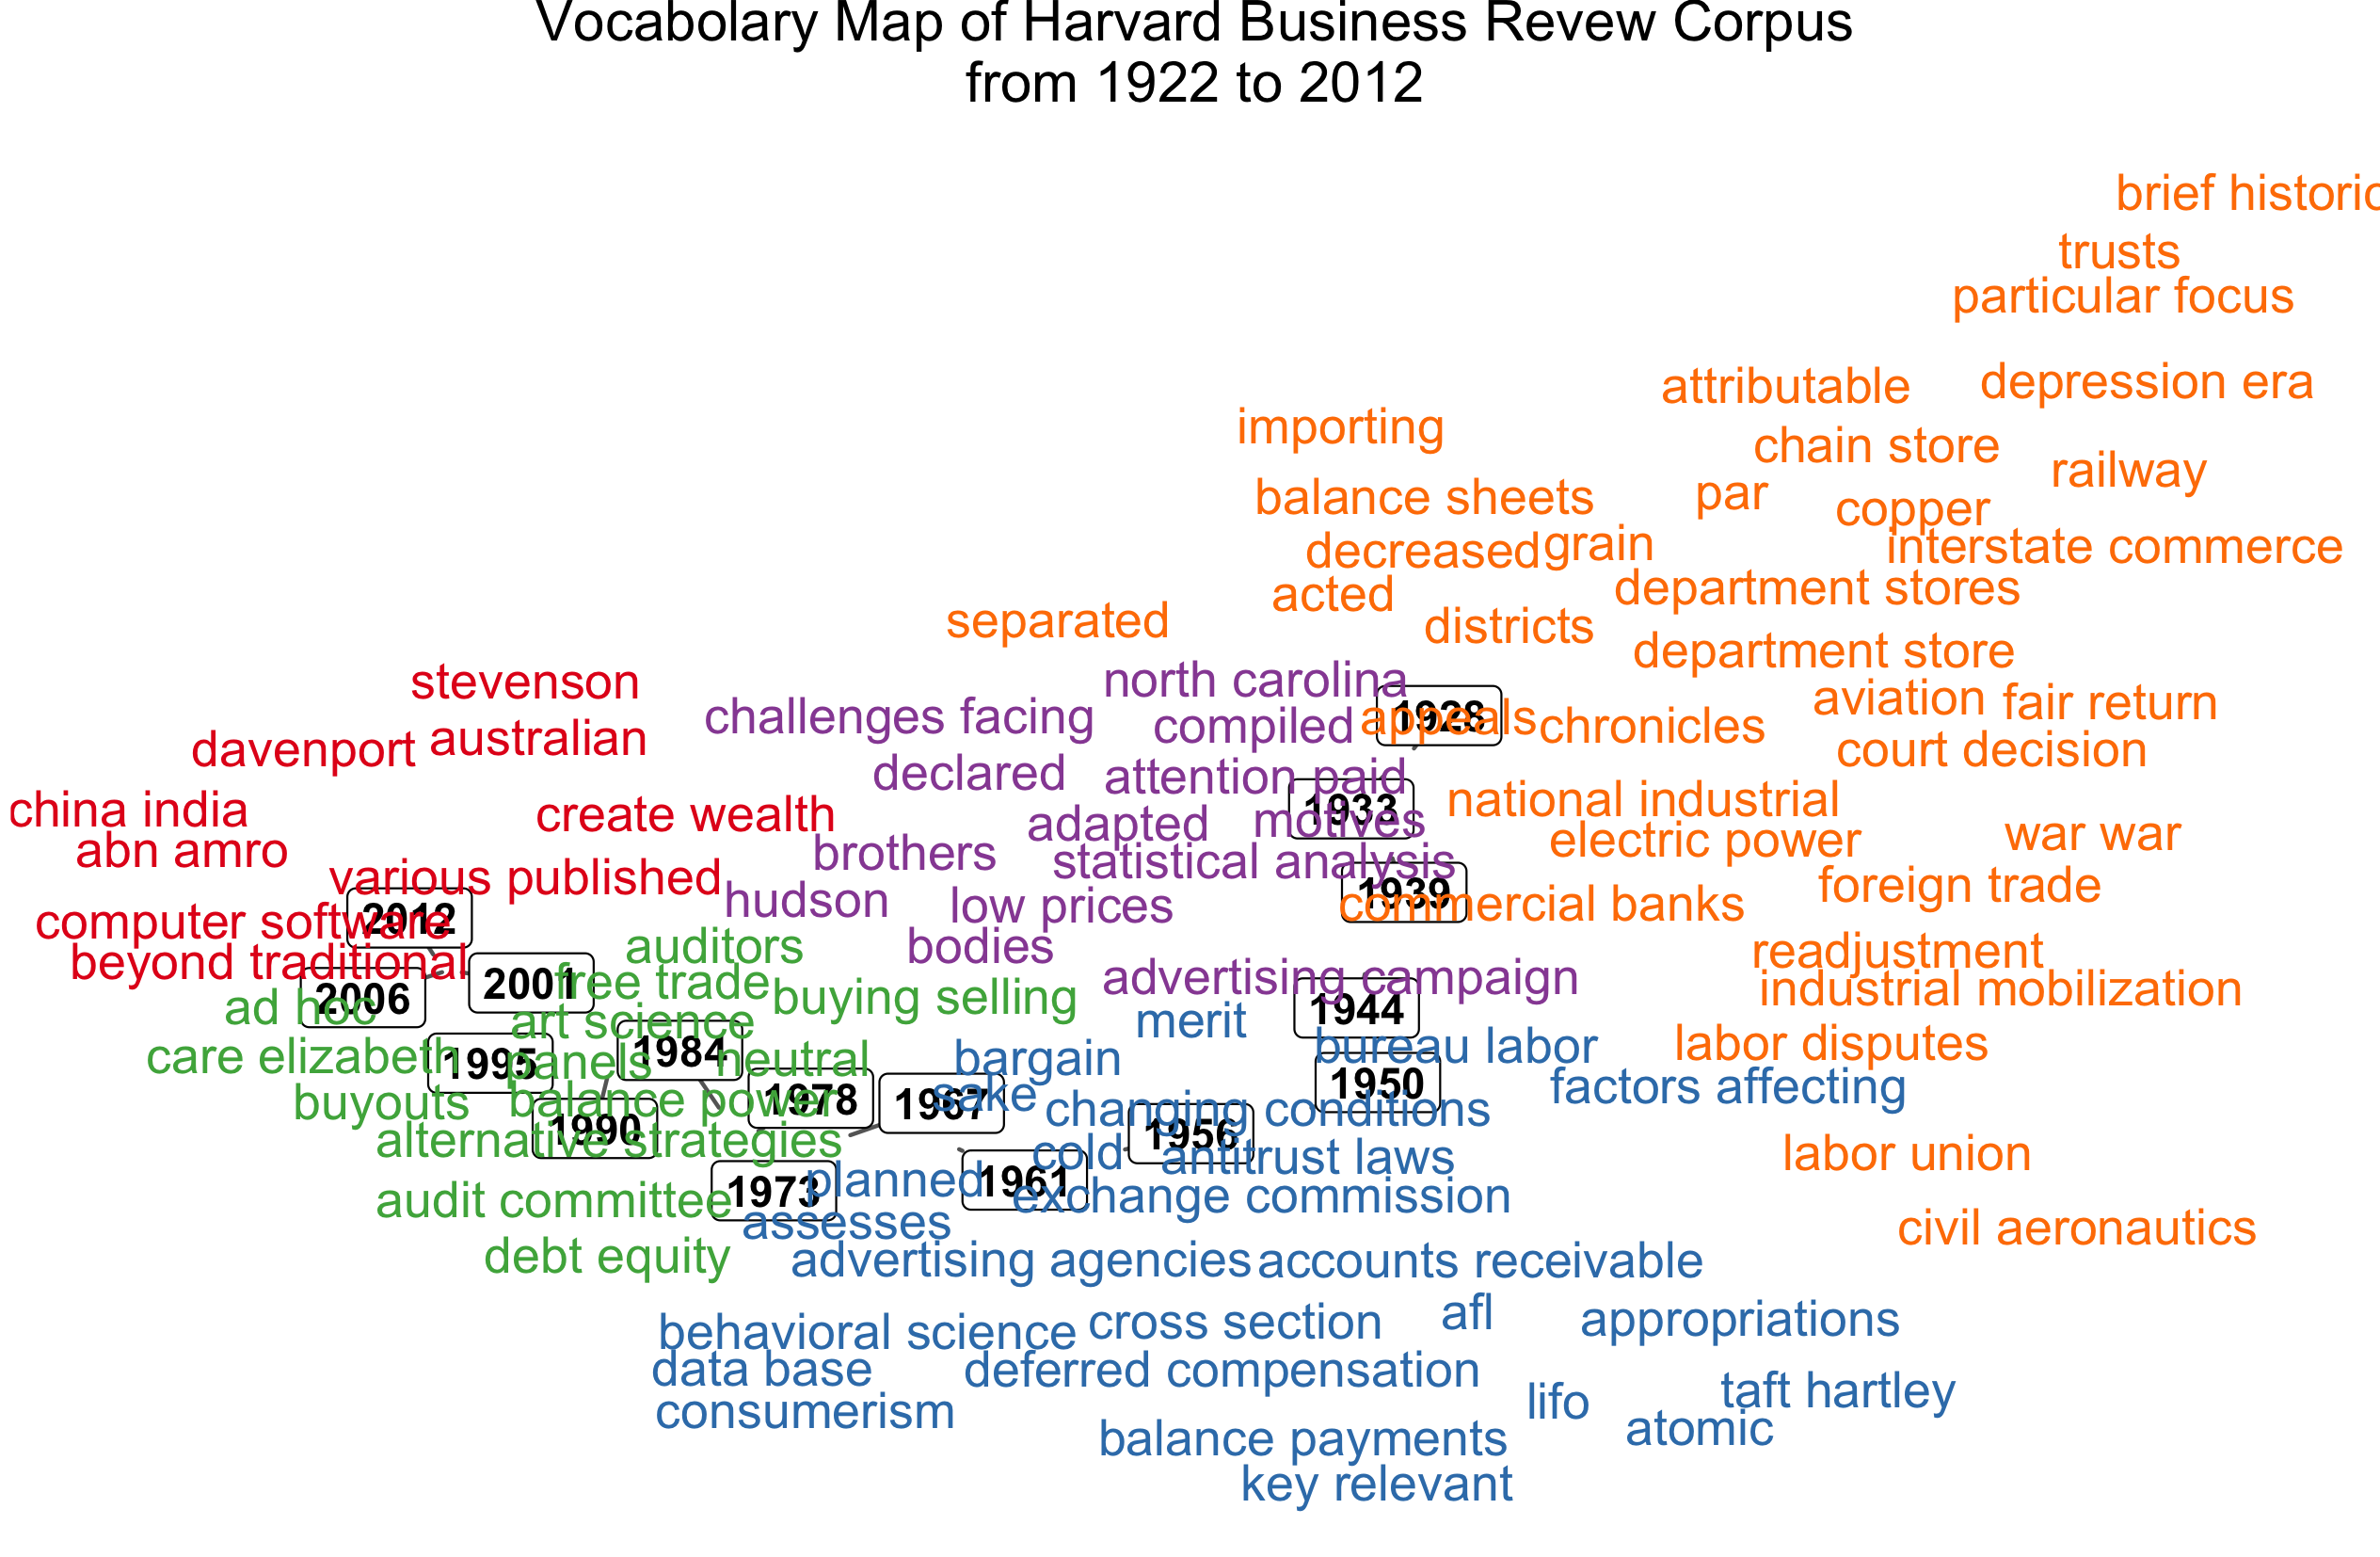 Vocabolary Map of Harvard Business Revew Corpus
from 1922 to 2012
brief historic
trusts
particular focus
attributable
depression era
importing
chain store
railway
balance sheets
par
copper
decreased
grain
interstate commerce
acted
department stores
separated
districts
department store
stevenson
north carolina
challenges facing
compiled
1928
appeals
chronicles
aviation
fair return
davenport
australian
court decision
declared
attention paid
china india
create wealth
adapted
motives
1933
national industrial
abn amro
brothers
statistical analysis
electric power
war war
various published
hudson
low prices
1939
commercial banks
foreign trade
computer software
2012
auditors
bodies
readjustment
beyond traditional
2001
free trade
buying selling
advertising campaign
industrial mobilization
ad hoc
2006
art science
merit
1944
care elizabeth
1995
panels
1984
neutral
bargain
bureau labor
labor disputes
buyouts
balance power
1978
1967
sake
changing conditions
1950
factors affecting
alternative strategies
1990
cold
1956
antitrust laws
labor union
audit committee
1973
planned
1961
exchange commission
assesses
civil aeronautics
debt equity
advertising agencies
accounts receivable
behavioral science
cross section
afl
appropriations
data base
deferred compensation
lifo
taft hartley
consumerism
balance payments
atomic
key relevant